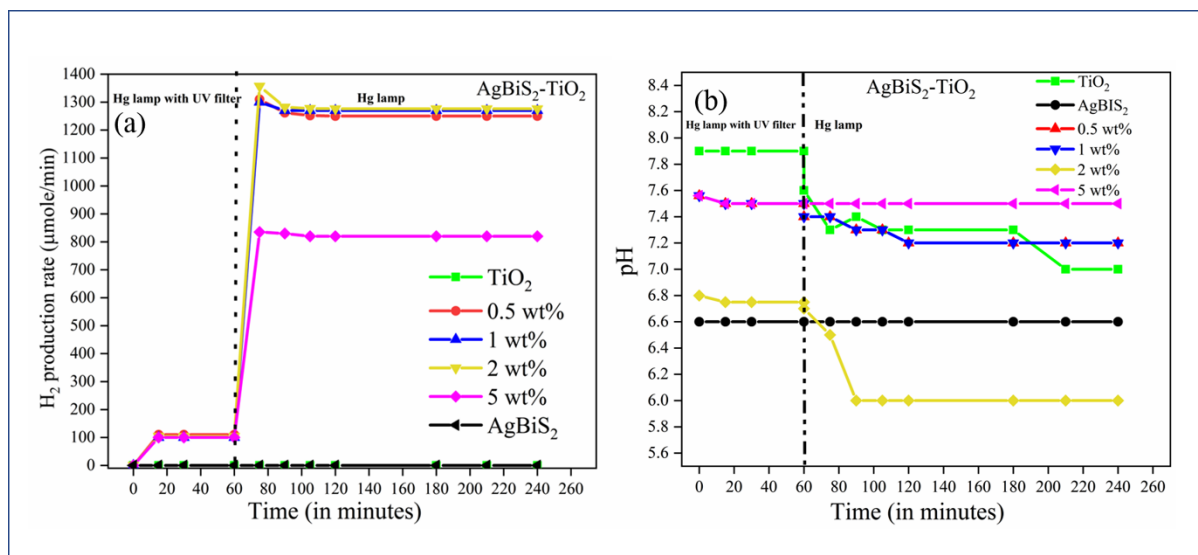 AgBiS2-TiO2
Hg lamp with UV filter
Hg lamp
(a)
1400
1300
1200
1100
1000
900
800
700
600
500
400
300
200
100
0
H2 production rate (μmole/min)
TiO2
0.5 wt%
1 wt%
2 wt%
5 wt%
AgBiS2
0 20 40 60 80 100 120 140 160 180 200 220 240 260
Time (in minutes)
AgBiS2-TiO2
(b)
Hg lamp with UV filter
Hg lamp
TiO2
AgBIS2
0.5 wt%
1 wt%
2 wt%
5 wt%
8.4
8.2
8.0
7.8
7.6
7.4
7.2
7.0
6.8
6.6
6.4
6.2
6.0
5.8
5.6
pH
0 20 40 60 80 100 120 140 160 180 200 220 240 260
Time (in minutes)